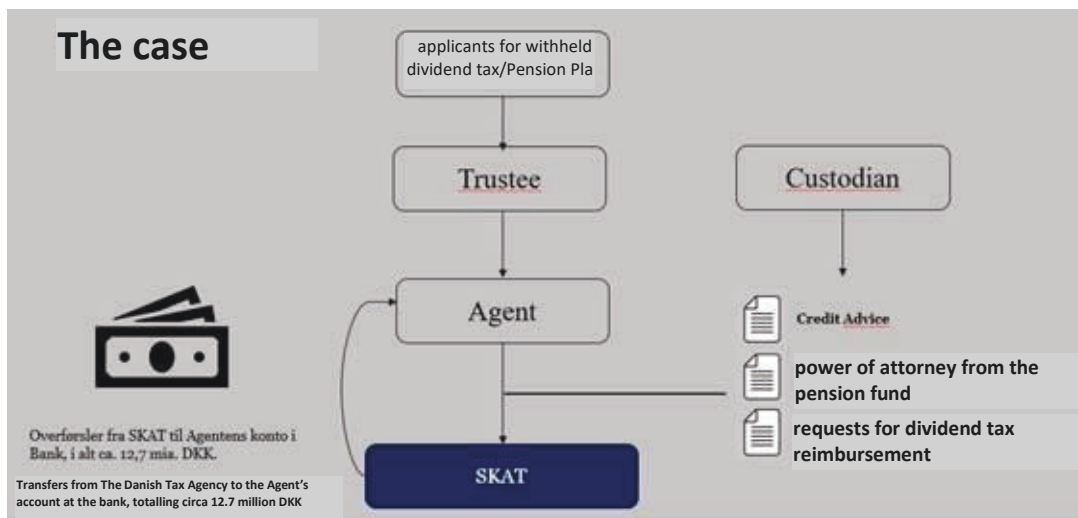 The case
applicants for withheld
dividend tax/Pension Pla
Trustee
Custodian
Agent
Credit Advice
power of attorney from the
pension fund
requests for dividend tax
reimbursement
SKAT
Overførsler fra SKAT til Agentens konto i
Bank, i alt ca. 12,7 mia. DKK.
Transfers from The Danish Tax Agency to the Agent's
account at the bank, totalling circa 12.7 million DKK